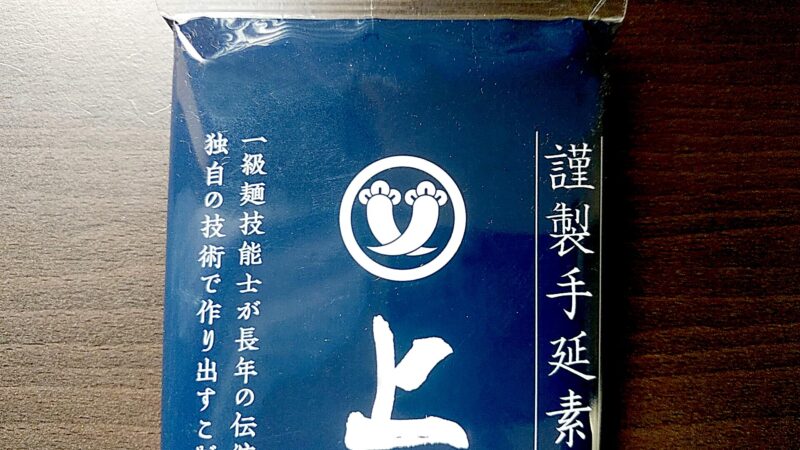 謹製手延素
上
一級麺技能士が長年の伝
独自の技術で作り出すこ